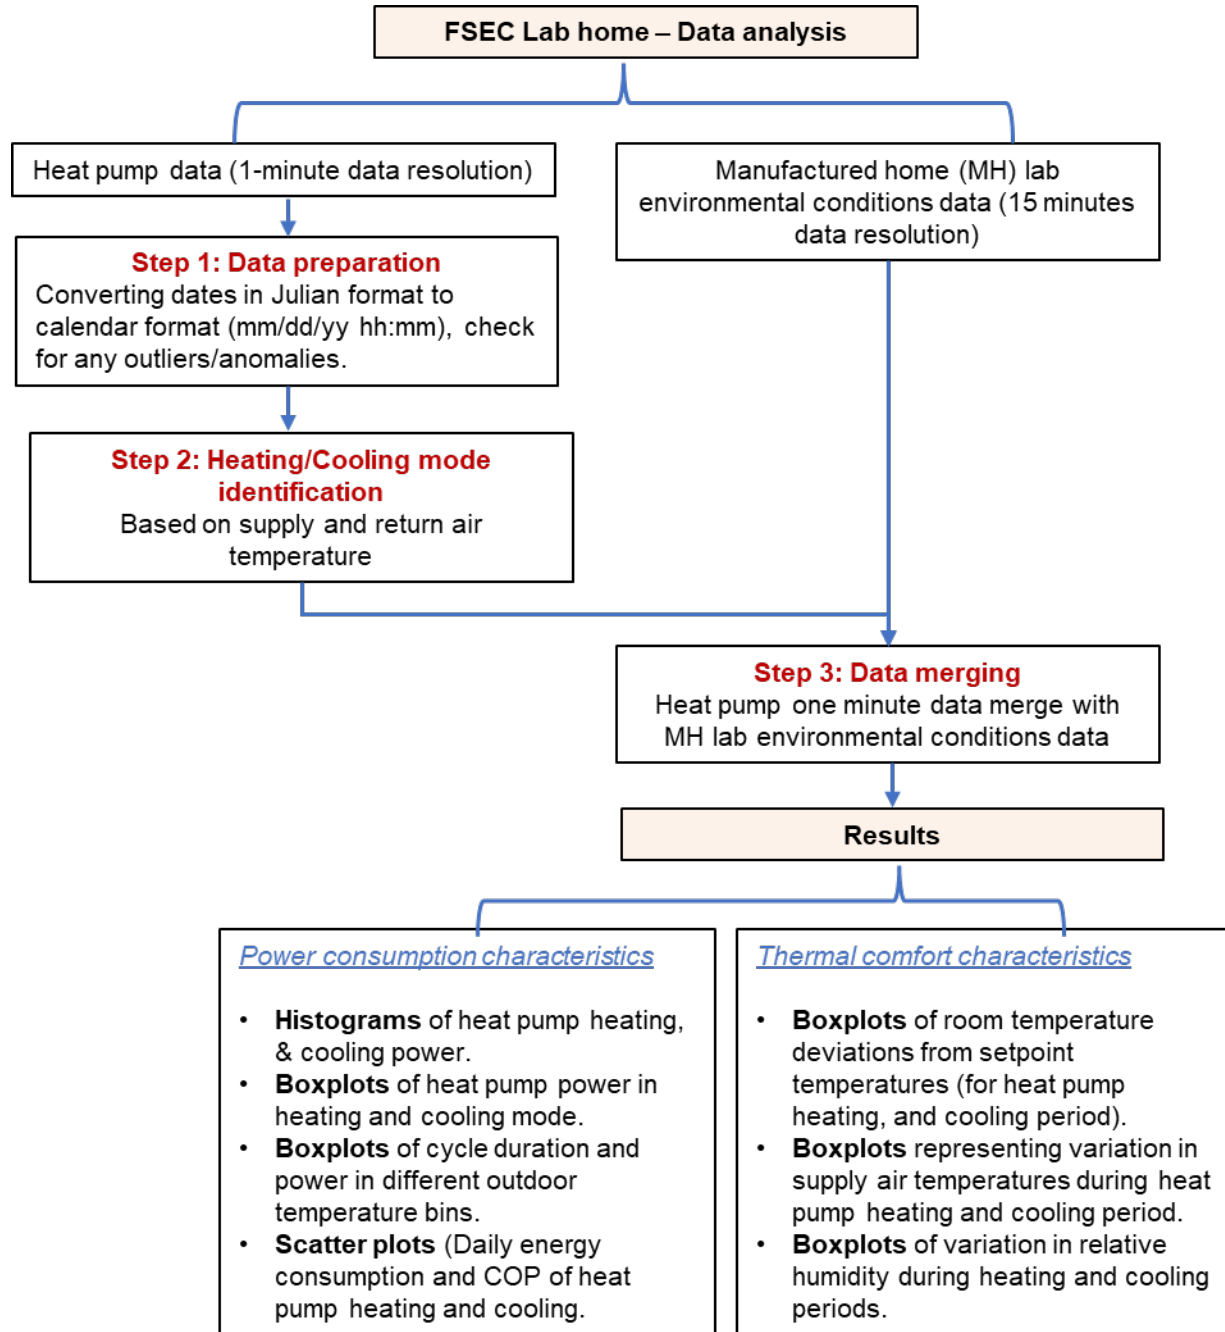 FSEC Lab home – Data analysis
Heat pump data (1-minute data resolution)
Manufactured home (MH) lab
environmental conditions data (15 minutes
data resolution)
Step 1: Data preparation
Converting dates in Julian format to
calendar format (mm/dd/yy hh:mm), check
for any outliers/anomalies.
Step 2: Heating/Cooling mode
identification
Based on supply and return air
temperature
Step 3: Data merging
Heat pump one minute data merge with
MH lab environmental conditions data
Results
Power consumption characteristics
• Histograms of heat pump heating,
& cooling power.
• Boxplots of heat pump power in
heating and cooling mode.
• Boxplots of cycle duration and
power in different outdoor
temperature bins.
• Scatter plots (Daily energy
consumption and COP of heat
pump heating and cooling.
Thermal comfort characteristics
• Boxplots of room temperature
deviations from setpoint
temperatures (for heat pump
heating, and cooling period).
• Boxplots representing variation in
supply air temperatures during heat
pump heating and cooling period.
• Boxplots of variation in relative
humidity during heating and cooling
periods.